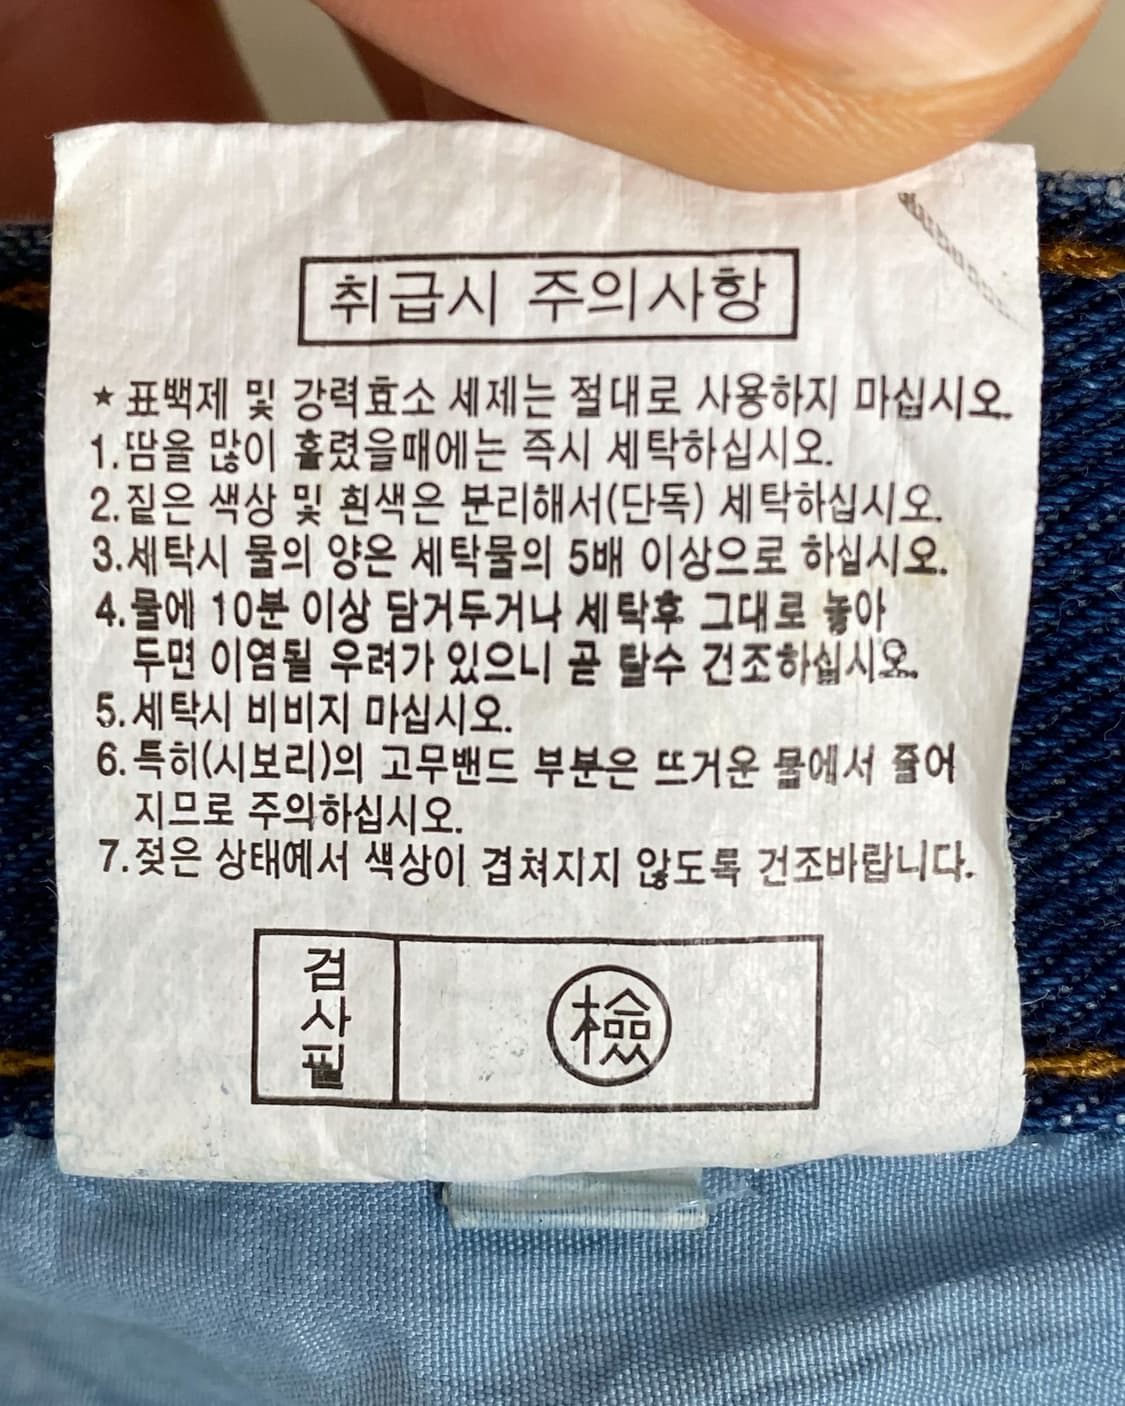 취급시 주의사항
★ 표백제 및 강력효소 세제는 절대로 사용하지 마십시오.
1.땀을 많이 흘렸을때에는 즉시 세탁하십시오.
2.짙은 색상 및 흰색은 분리해서(단독) 세탁하십시오.
3.세탁시 물의 양은 세탁물의 5배 이상으로 하십시오.
4.물에 10분 이상 담거두거나 세탁후 그대로 놓아
두면 이염될 우려가 있으니 곧 탈수 건조하십시오.
5.세탁시 비비지 마십시오.
6.특히(시보리)의 고무밴드 부분은 뜨거운 물에서 줄어
지므로 주의하십시오.
7.젖은 상태에서 색상이 겹쳐지지 않도록 건조바랍니다.
검사필
檢